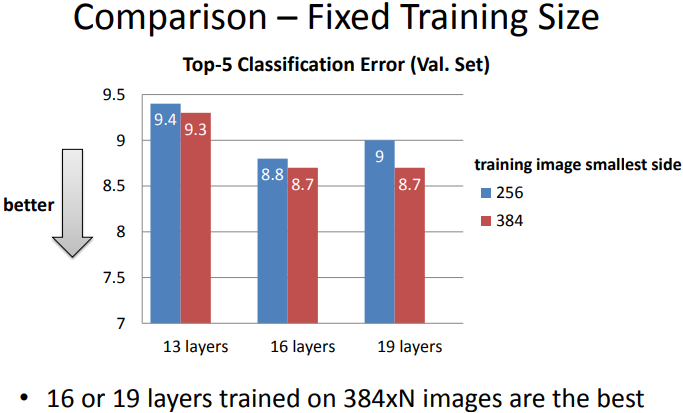 Comparison – Fixed Training Size
Top-5 Classification Error (Val. Set)
9.5
9
8.5
8
7.5
7
better
9.4
9.3
8.8
8.7
9
8.7
13 layers
16 layers
19 layers
training image smallest side
256
384
• 16 or 19 layers trained on 384xN images are the best